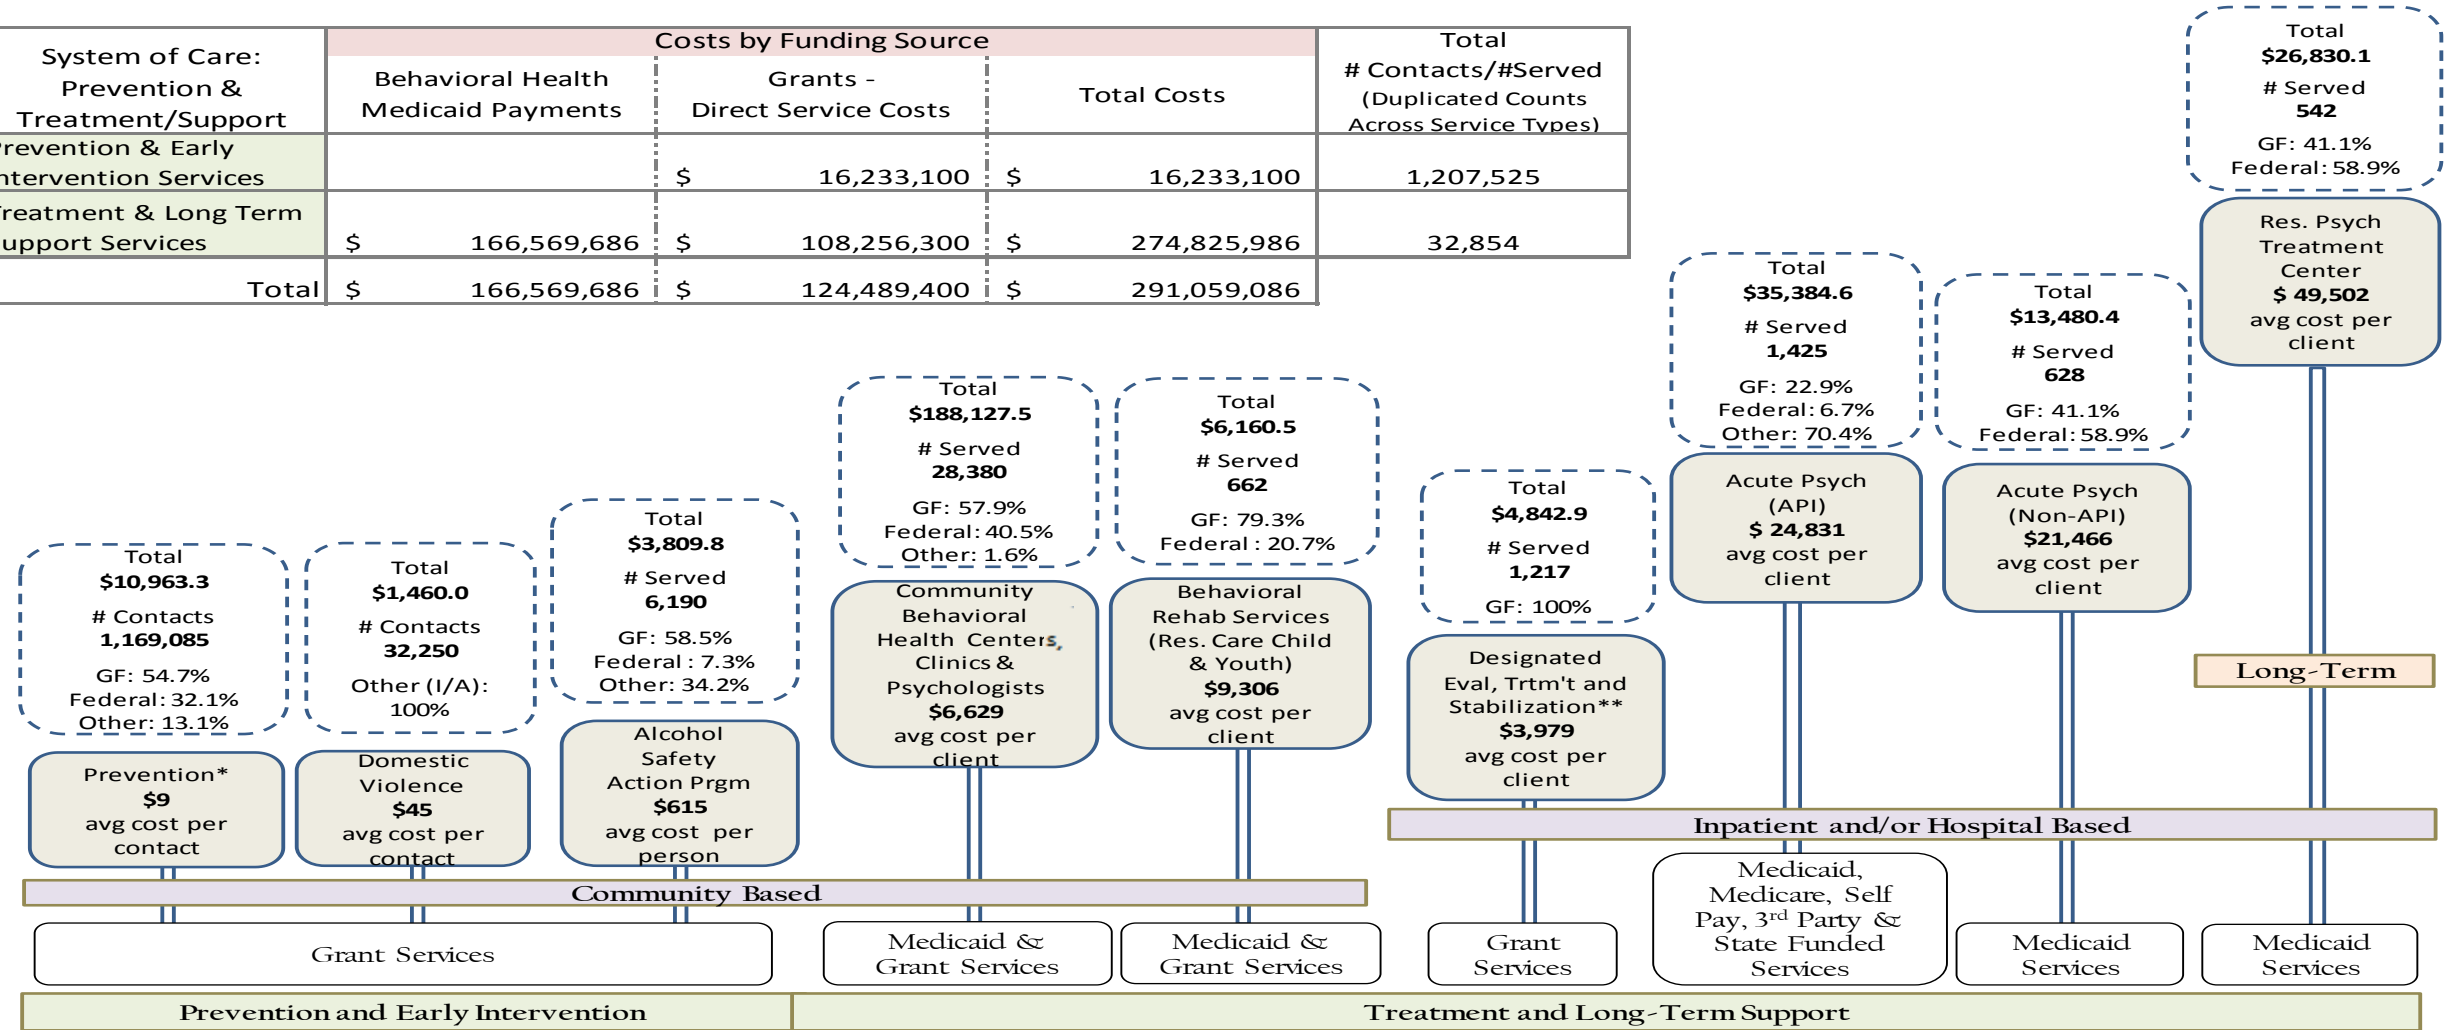 System of Care:
Prevention &
Treatment/Support
Costs by Funding Source
Behavioral Health
Medicaid Payments
Grants -
Direct Service Costs
Total Costs
Total
# Contacts/#Served
(Duplicated Counts
Across Service Types)
Prevention & Early
ntervention Services
$ 16,233,100 $ 16,233,100 1,207,525
Treatment & Long Term
upport Services
$ 166,569,686 $ 108,256,300 $ 274,825,986 32,854
Total $ 166,569,686 $ 124,489,400 $ 291,059,086
Total
$10,963.3
# Contacts
1,169,085
GF: 54.7%
Federal: 32.1%
Other: 13.1%
Prevention*
$9
avg cost per
contact
Total
$1,460.0
# Contacts
32,250
Other (I/A):
100%
Domestic
Violence
$45
avg cost per
contact
Total
$3,809.8
# Served
6,190
GF: 58.5%
Federal : 7.3%
Other: 34.2%
Alcohol
Safety
Action Prgm
$615
avg cost per
person
Total
$188,127.5
# Served
28,380
GF: 57.9%
Federal: 40.5%
Other: 1.6%
Community
Behavioral
Health Centers,
Clinics &
Psychologists
$6,629
avg cost per
client
Total
$6,160.5
# Served
662
GF: 79.3%
Federal : 20.7%
Behavioral
Rehab Services
(Res. Care Child
& Youth)
$9,306
avg cost per
client
Total
$4,842.9
# Served
1,217
GF: 100%
Designated
Eval, Trtm't and
Stabilization**
$3,979
avg cost per
client
Total
$35,384.6
# Served
1,425
GF: 22.9%
Federal: 6.7%
Other: 70.4%
Acute Psych
(API)
$ 24,831
avg cost per
client
Total
$13,480.4
# Served
628
GF: 41.1%
Federal: 58.9%
Acute Psych
(Non-API)
$21,466
avg cost per
client
Total
$26,830.1
# Served
542
GF: 41.1%
Federal: 58.9%
Res. Psych
Treatment
Center
$ 49,502
avg cost per
client
Long-Term
Inpatient and/or Hospital Based
Community Based
Grant Services
Medicaid &
Grant Services
Medicaid &
Grant Services
Grant
Services
Medicaid,
Medicare, Self
Pay, 3rd Party &
State Funded
Services
Medicaid
Services
Medicaid
Services
Prevention and Early Intervention
Treatment and Long-Term Support